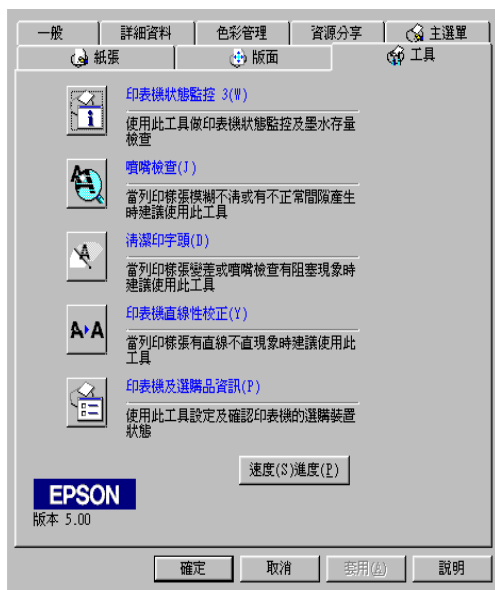 一般 詳細資料 色彩管理 資源分享 主選單
紙張 版面 工具
印表機狀態監控 3(W)
使用此工具做印表機狀態監控及墨水存量
檢查
噴嘴檢查(J)
當列印樣張模糊不清或有不正常間隙產生
時建議使用此工具
清潔印字頭(D)
當列印樣張變差或噴嘴檢查有阻塞現象時
建議使用此工具
印表機直線性校正(Y)
當列印樣張有直線不直現象時建議使用此
工具
印表機及選購品資訊(P)
使用此工具設定及確認印表機的選購裝置
狀態
速度(S)進度(P)
EPSON
版本 5.00
確定 取消 套用(A) 說明